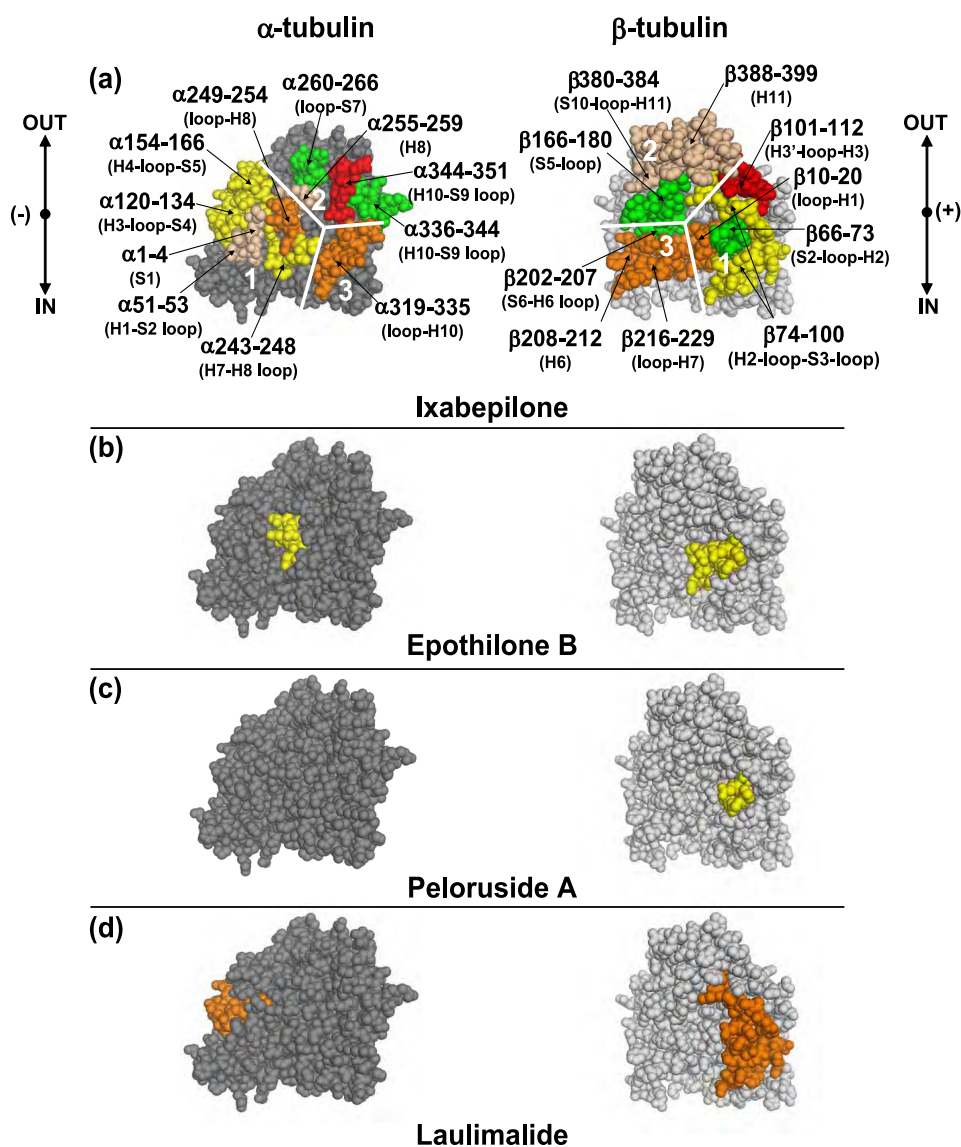 α-tubulin
β-tubulin
(a)
OUT
(-)
IN
α249-254
(loop-H8)
α260-266
(loop-S7)
α255-259
(H8)
α154-166
(H4-loop-S5)
α344-351
(H10-S9 loop)
α120-134
(H3-loop-S4)
α336-344
(H10-S9 loop)
α1-4
(S1)
α51-53
(H1-S2 loop)
α319-335
(loop-H10)
α243-248
(H7-H8 loop)
1
2
3
β380-384
(S10-loop-H11)
β388-399
(H11)
β166-180
(S5-loop)
β101-112
(H3'-loop-H3)
β10-20
(loop-H1)
β66-73
(S2-loop-H2)
β202-207
(S6-H6 loop)
β208-212
(H6)
β216-229
(loop-H7)
β74-100
(H2-loop-S3-loop)
2
3
1
OUT
(+)
IN
Ixabepilone
(b)
Epothilone B
(c)
Peloruside A
(d)
Laulimalide